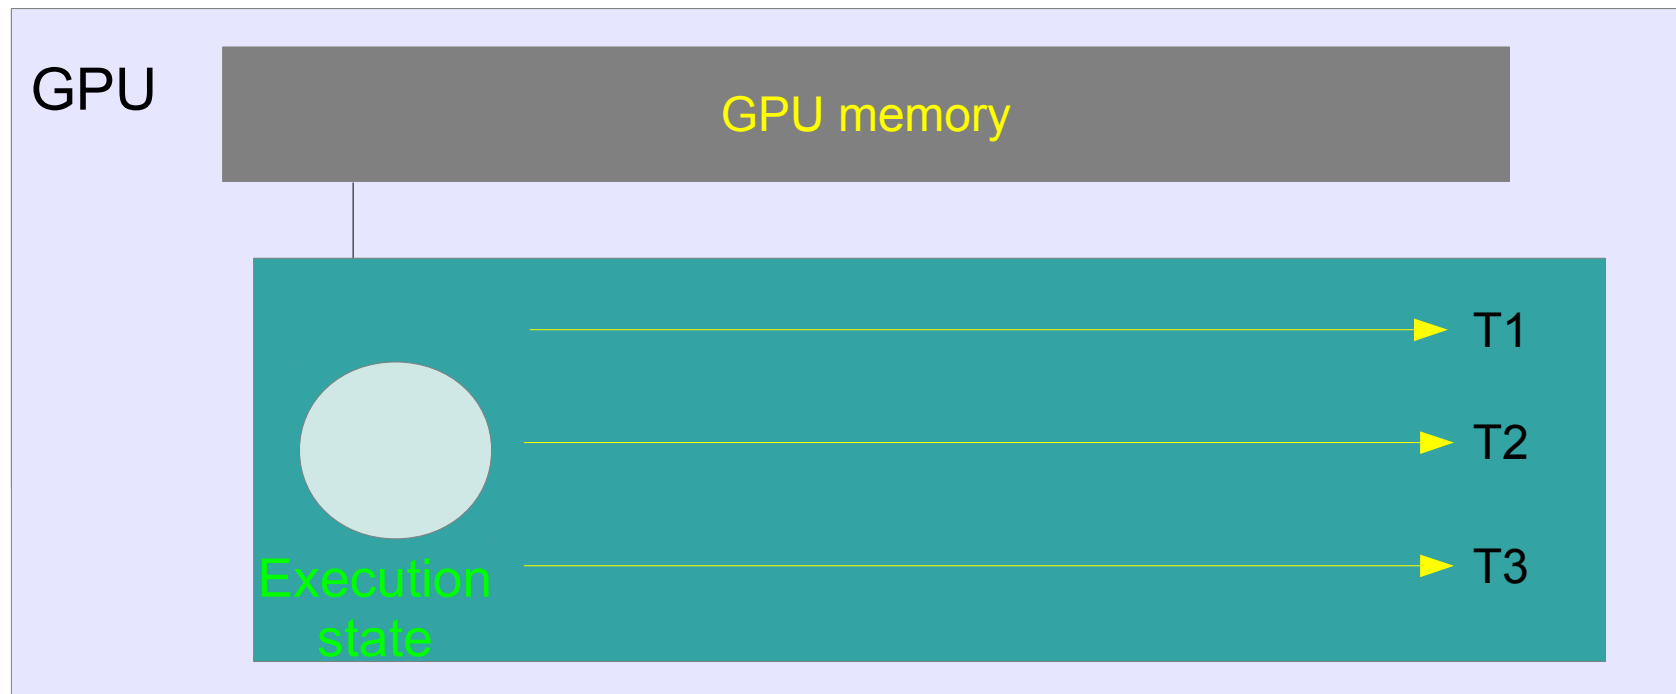 GPU
GPU memory
T1
T2
T3
Execution
state